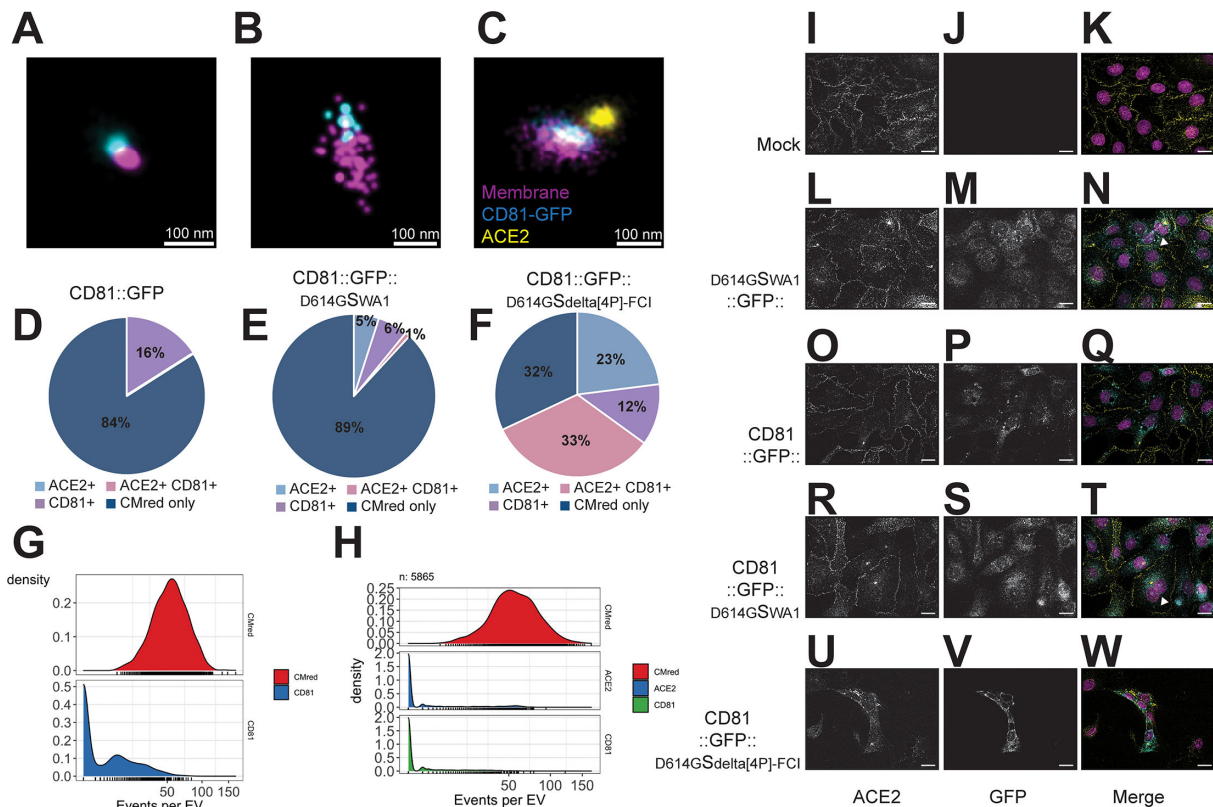 A
B
C
100 nm
100 nm
Membrane
CD81-GFP
ACE2
100 nm
CD81::GFP
CD81::GFP::
D614GSWA1
CD81::GFP::
D614GSdelta[4P]-FCI
D
16%
84%
ACE2+
ACE2+ CD81+
CD81+
CMred only
E
5%
6%
1%
89%
ACE2+
ACE2+ CD81+
CD81+
CMred only
F
23%
32%
12%
33%
ACE2+
ACE2+ CD81+
CD81+
CMred only
G
density
0.2
0.1
0.0
CMred
0.5
0.4
0.3
0.2
0.1
0.0
CD81
0
50
100
150
Events per EV
CMred
CD81
H
n: 5865
density
0.25
0.20
0.15
0.10
0.05
0.00
CMred
2.0
1.5
1.0
0.5
0.0
ACE2
2.0
1.5
1.0
0.5
0.0
CD81
0
50
100
150
Events per EV
CMred
ACE2
CD81
I
J
K
Mock
L
M
N
D614GSWA1
::GFP::
O
P
Q
CD81
::GFP::
R
S
T
CD81
::GFP::
D614GSWA1
U
V
W
CD81
::GFP::
D614GSdelta[4P]-FCI
ACE2
GFP
Merge